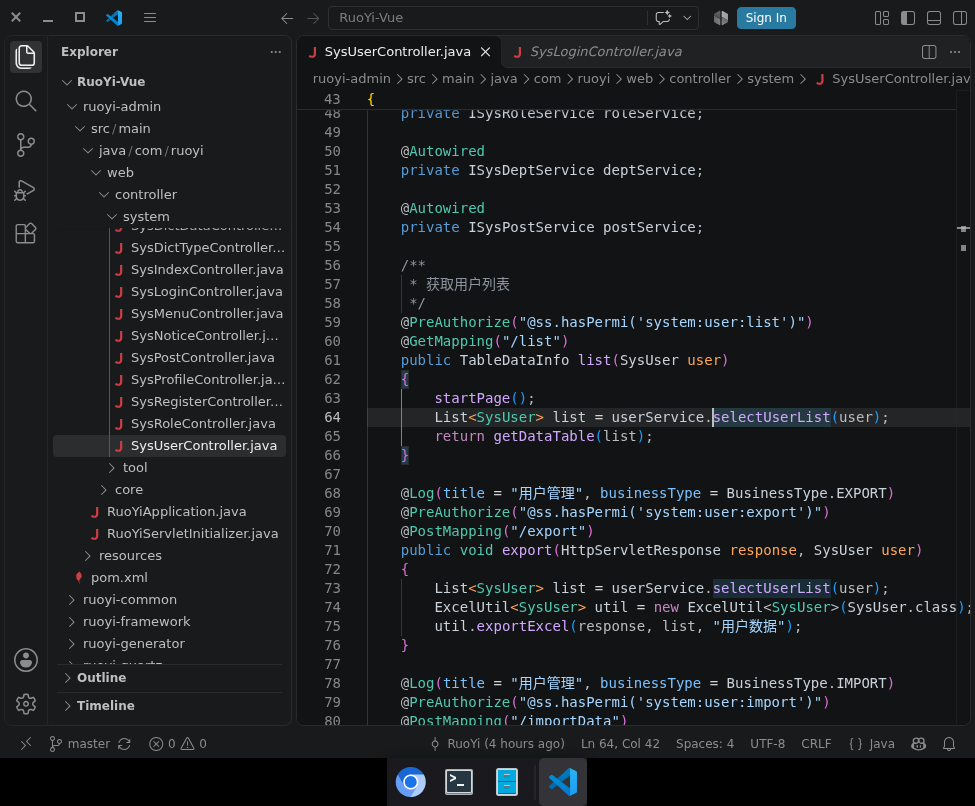 RuoYi-Vue
Sign In
Explorer
RuoYi-Vue
ruoyi-admin
src/main
java/com/ruoyi
web
controller
system
SysDictDataController...
SysDictTypeController...
SysIndexController.java
SysLoginController.java
SysMenuController.java
SysNoticeController.j...
SysPostController.java
SysProfileController.ja...
SysRegisterController...
SysRoleController.java
SysUserController.java
tool
core
RuoYiApplication.java
RuoYiServletInitializer.java
resources
pom.xml
ruoyi-common
ruoyi-framework
ruoyi-generator
ruoyi-quartz
Outline
Timeline
SysUserController.java
SysLoginController.java
ruoyi-admin > src > main > java > com > ruoyi > web > controller > system > SysUserController.jav
43 {
48 private ISysRoleService roleService;
49
50 @Autowired
51 private ISysDeptService deptService;
52
53 @Autowired
54 private ISysPostService postService;
55
56 /**
57 * 获取用户列表
58 */
59 @PreAuthorize("@ss.hasPermi('system:user:list')")
60 @GetMapping("/list")
61 public TableDataInfo list(SysUser user)
62 {
63 startPage();
64 List<SysUser> list = userService.selectUserList(user);
65 return getDataTable(list);
66 }
67
68 @Log(title = "用户管理", businessType = BusinessType.EXPORT)
69 @PreAuthorize("@ss.hasPermi('system:user:export')")
70 @PostMapping("/export")
71 public void export(HttpServletResponse response, SysUser user)
72 {
73 List<SysUser> list = userService.selectUserList(user);
74 ExcelUtil<SysUser> util = new ExcelUtil<SysUser>(SysUser.class);
75 util.exportExcel(response, list, "用户数据");
76 }
77
78 @Log(title = "用户管理", businessType = BusinessType.IMPORT)
79 @PreAuthorize("@ss.hasPermi('system:user:import')")
80 @PostMapping("/importData")
master
0 0
RuoYi (4 hours ago)
Ln 64, Col 42
Spaces: 4
UTF-8
CRLF
{ } Java